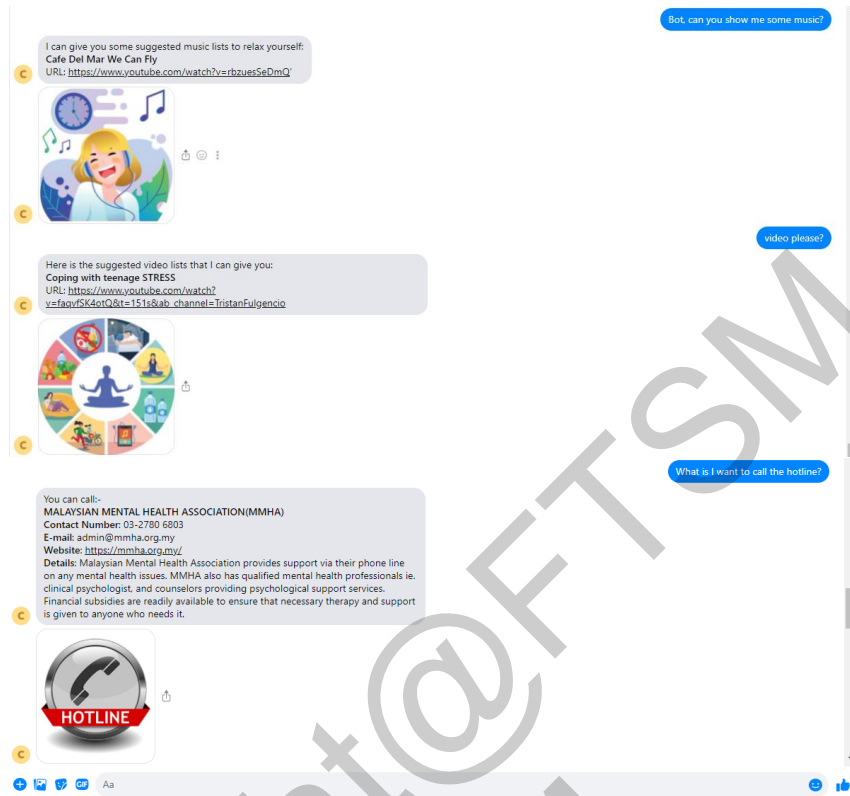 Bot, can you show me some music?
I can give you some suggested music lists to relax yourself:
Cafe Del Mar We Can Fly
URL: https://www.youtube.com/watch?v=rbzuesSeDmQ'
C
C
video please?
Here is the suggested video lists that I can give you:
Coping with teenage STRESS
URL: https://www.youtube.com/watch?
v=faqvfSK4otQ&t=151s&ab_channel=TristanFulgencio
C
C
What is I want to call the hotline?
You can call:-
MALAYSIAN MENTAL HEALTH ASSOCIATION(MMHA)
Contact Number: 03-2780 6803
E-mail: admin@mmha.org.my
Website: https://mmha.org.my/
Details: Malaysian Mental Health Association provides support via their phone line
on any mental health issues. MMHA also has qualified mental health professionals ie.
clinical psychologist, and counselors providing psychological support services.
Financial subsidies are readily available to ensure that necessary therapy and support
is given to anyone who needs it.
C
HOTLINE
C
GIF
Aa
ht@FTSM